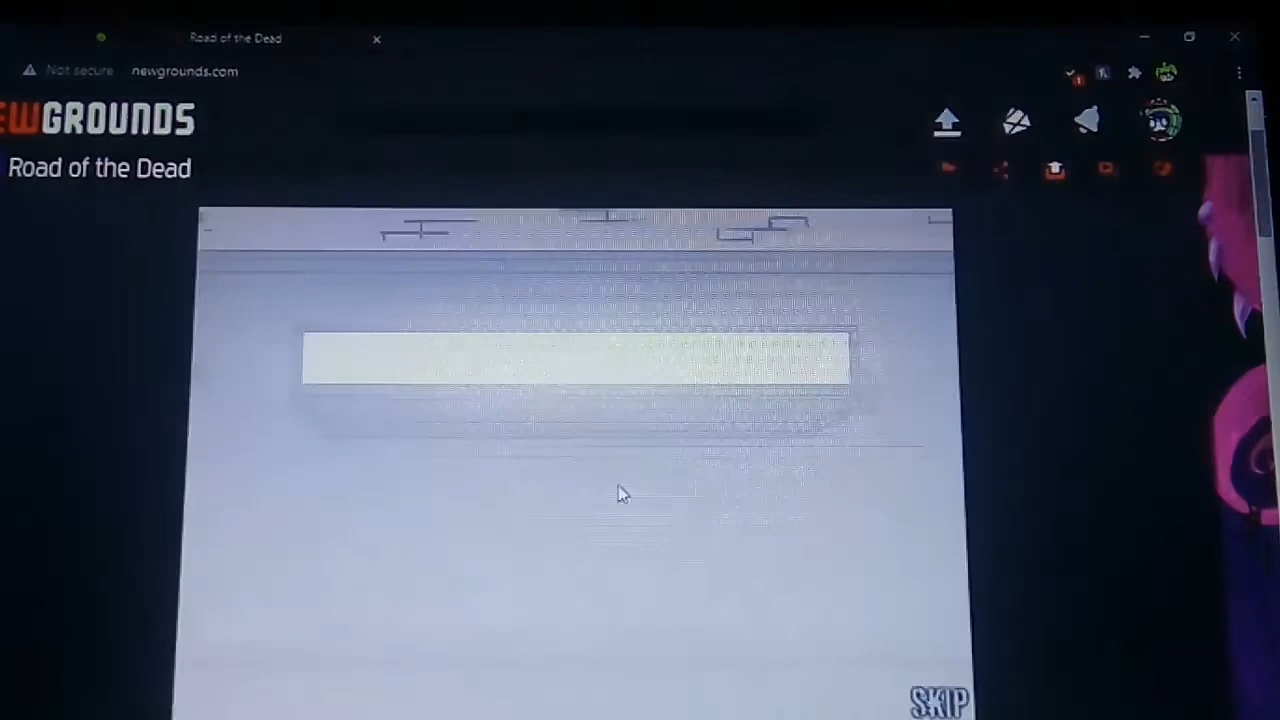 Road of the Dead
Not secure newgrounds.com
EWGROUNDS
Road of the Dead
SKIP